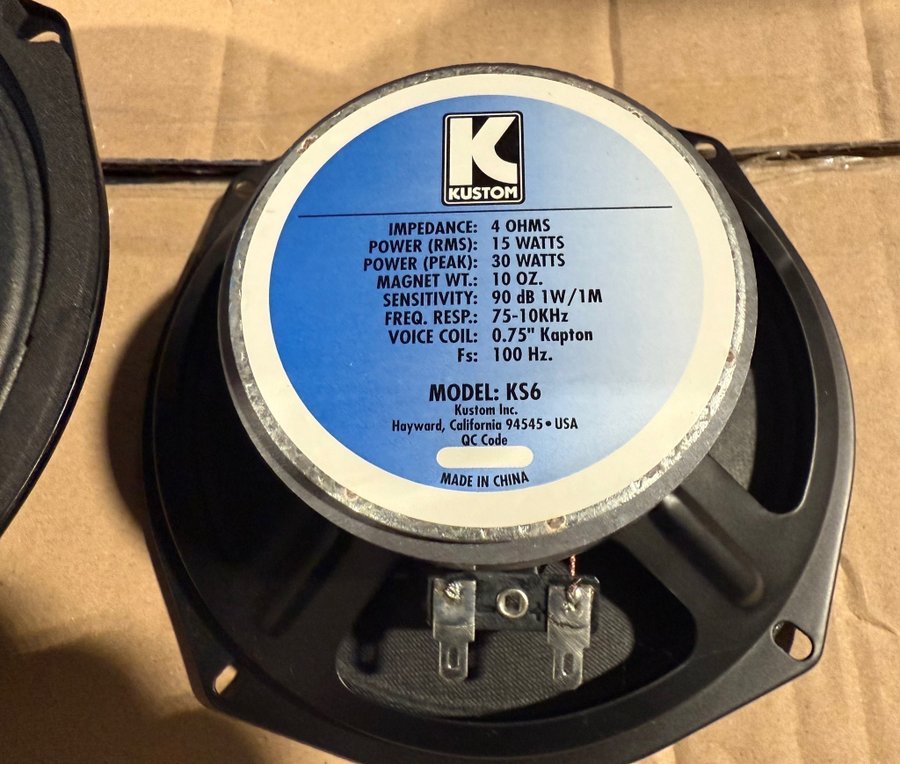 K
KUSTOM
IMPEDANCE: 4 OHMS
POWER (RMS): 15 WATTS
POWER (PEAK): 30 WATTS
MAGNET WT.: 10 OZ.
SENSITIVITY: 90 dB 1W/1M
FREQ. RESP.: 75-10KHz
VOICE COIL: 0.75" Kapton
Fs: 100 Hz.
MODEL: KS6
Kustom Inc.
Hayward, California 94545 • USA
QC Code
MADE IN CHINA